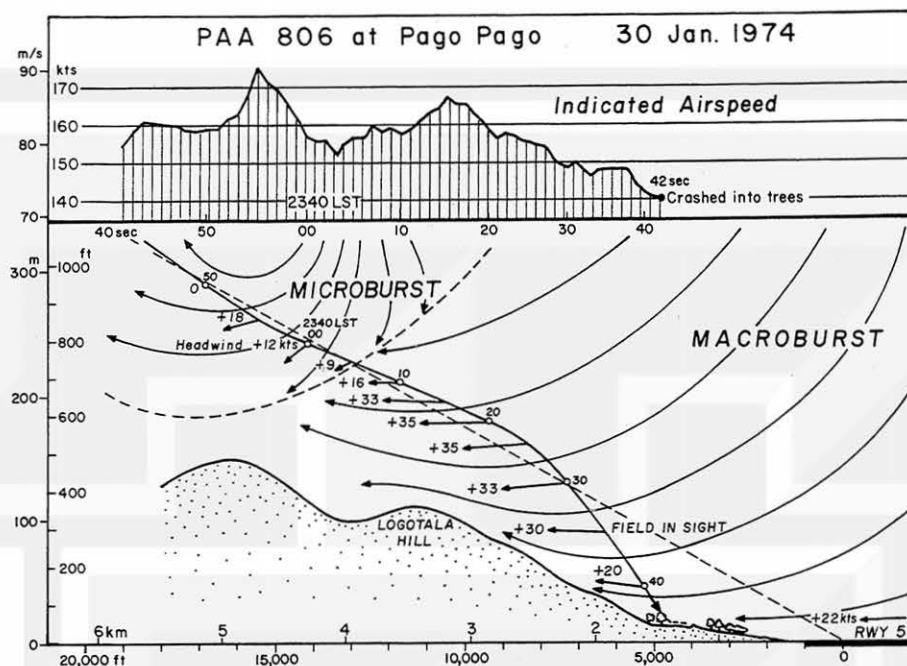 PAA 806 at Pago Pago 30 Jan. 1974
m/s
kts
90
170
Indicated Airspeed
160
80
150
42 sec
140
2340 LST
Crashed into trees
70
40 sec 50 00 10 20 30 40
m ft
300 1000
50
0
MICROBURST
+18
2340 LST
00
MACROBURST
800
Headwind +12 kts
+9
+16
10
200
+33
600
20
+35
+35
30
400
+33
100
LOGOTALA
HILL
+30
FIELD IN SIGHT
200
+20
40
+22 kts
0
6 km 5 4 3 2 RWY 5
20,000 ft 15,000 10,000 5,000 0